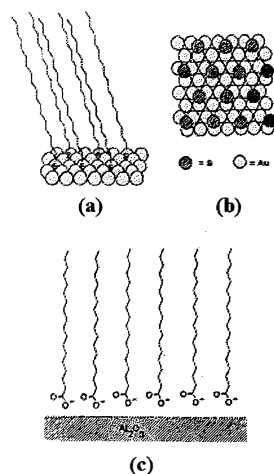 (a)
(b)
= S
= Au
Al₂O₃
(c)